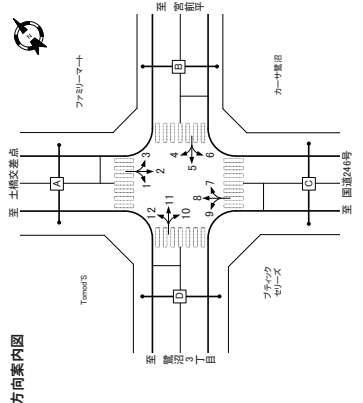 方向案内図
N
至
土橋交差点
至
宮前平
ファミリーマート
Tomod'S
A
B
C
D
1
2
3
4
5
6
7
8
9
10
11
12
カーサ鷺沼
ブティック
セリーズ
至
鷺沼3丁目
至
国道246号